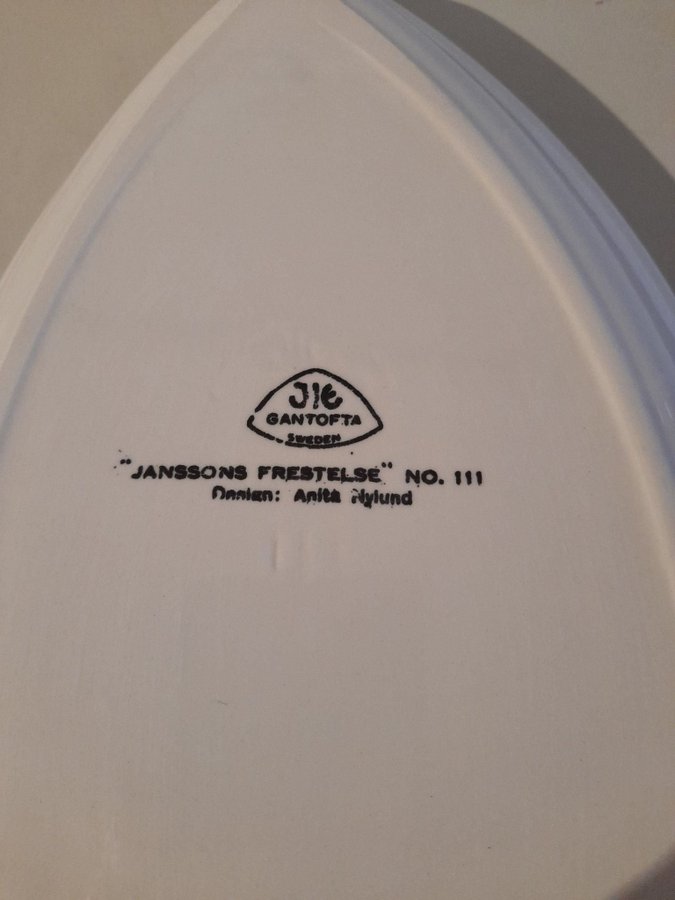 JIE
GANTOFTA
SWEDEN
"JANSSONS FRESTELSE" NO. 111
Design: Anita Nylund